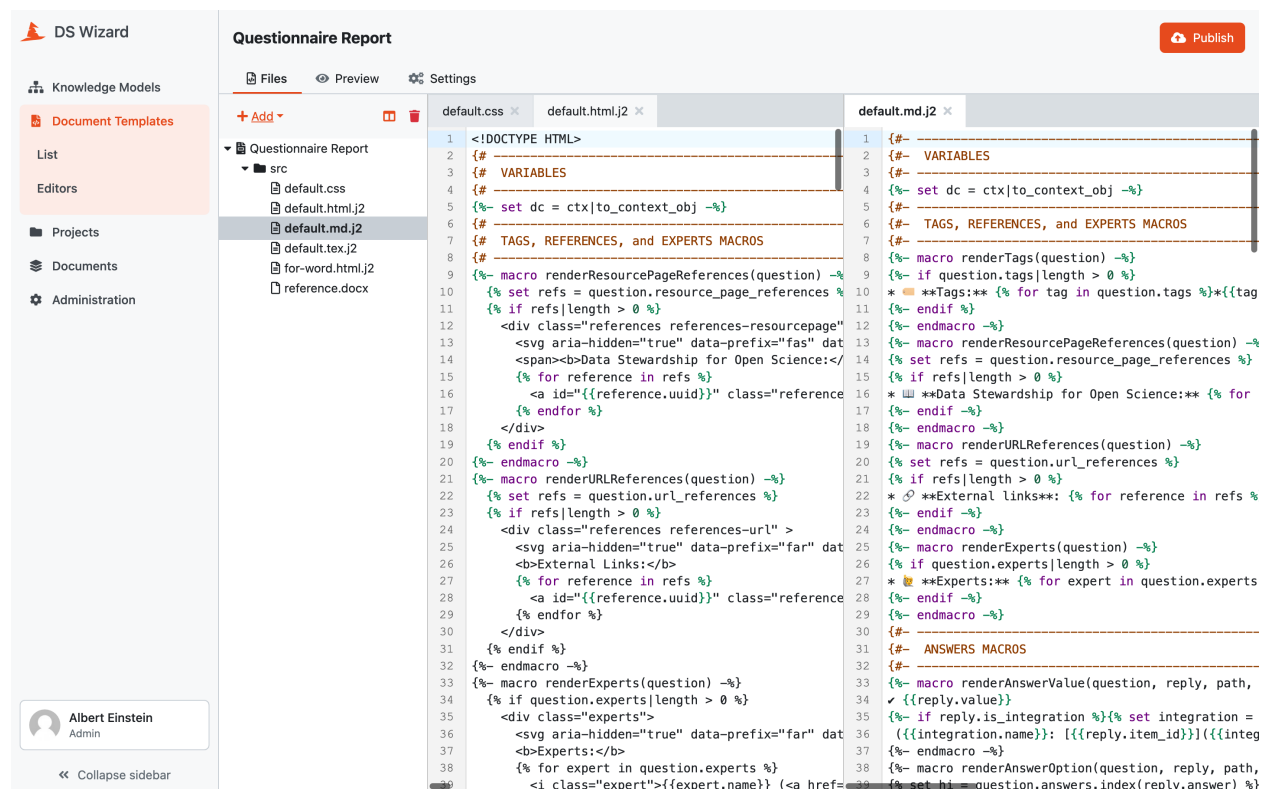 DS Wizard
Knowledge Models
Document Templates
List
Editors
Projects
Documents
Administration
Albert Einstein
Admin
Collapse sidebar
Questionnaire Report
Publish
Files
Preview
Settings
Add
Questionnaire Report
src
default.css
default.html.j2
default.md.j2
default.tex.j2
for-word.html.j2
reference.docx
default.css
default.html.j2
1 <!DOCTYPE HTML>
2 {# ----------------------------------------------------
3 {#  VARIABLES
4 {# ----------------------------------------------------
5 {%- set dc = ctx|to_context_obj -%}
6 {# ----------------------------------------------------
7 {#  TAGS, REFERENCES, and EXPERTS MACROS
8 {# ----------------------------------------------------
9 {%- macro renderResourcePageReferences(question) -%
10   {% set refs = question.resource_page_references %
11   {% if refs|length > 0 %}
12     <div class="references references-resourcepage"
13       <svg aria-hidden="true" data-prefix="fas" dat
14       <span><b>Data Stewardship for Open Science:</
15       {% for reference in refs %}
16         <a id="{{reference.uuid}}" class="reference
17       {% endfor %}
18     </div>
19   {% endif %}
20 {%- endmacro -%}
21 {%- macro renderURLReferences(question) -%}
22   {% set refs = question.url_references %}
23   {% if refs|length > 0 %}
24     <div class="references references-url" >
25       <svg aria-hidden="true" data-prefix="far" dat
26       <b>External Links:</b>
27       {% for reference in refs %}
28         <a id="{{reference.uuid}}" class="reference
29       {% endfor %}
30     </div>
31   {% endif %}
32 {%- endmacro -%}
33 {%- macro renderExperts(question) -%}
34   {% if question.experts|length > 0 %}
35     <div class="experts">
36       <svg aria-hidden="true" data-prefix="far" dat
37       <b>Experts:</b>
38       {% for expert in question.experts %}
39         <i class="expert">{{expert.name}} (<a href=
default.md.j2
1 {#- ----------------------------------------------------
2 {#-  VARIABLES
3 {#- ----------------------------------------------------
4 {%- set dc = ctx|to_context_obj -%}
5 {#- ----------------------------------------------------
6 {#-  TAGS, REFERENCES, and EXPERTS MACROS
7 {#- ----------------------------------------------------
8 {%- macro renderTags(question) -%}
9 {%- if question.tags|length > 0 %}
10 * 🏷️ **Tags:** {% for tag in question.tags %}*{{tag
11 {%- endif %}
12 {%- endmacro -%}
13 {%- macro renderResourcePageReferences(question) -%
14 {% set refs = question.resource_page_references %}
15 {% if refs|length > 0 %}
16 * 📖 **Data Stewardship for Open Science:** {% for
17 {%- endif -%}
18 {%- endmacro -%}
19 {%- macro renderURLReferences(question) -%}
20 {% set refs = question.url_references %}
21 {% if refs|length > 0 %}
22 * 🔗 **External links**: {% for reference in refs %
23 {%- endif -%}
24 {%- endmacro -%}
25 {%- macro renderExperts(question) -%}
26 {% if question.experts|length > 0 %}
27 * 🙋 **Experts:** {% for expert in question.experts
28 {%- endif -%}
29 {%- endmacro -%}
30 {#- ----------------------------------------------------
31 {#-  ANSWERS MACROS
32 {#- ----------------------------------------------------
33 {%- macro renderAnswerValue(question, reply, path,
34 ✔ {{reply.value}}
35 {%- if reply.is_integration %}{% set integration =
36  ({{integration.name}}: [{{reply.item_id}}]({{integ
37 {%- endmacro -%}
38 {%- macro renderAnswerOption(question, reply, path,
39 {% set hi = question.answers.index(reply.answer) %}